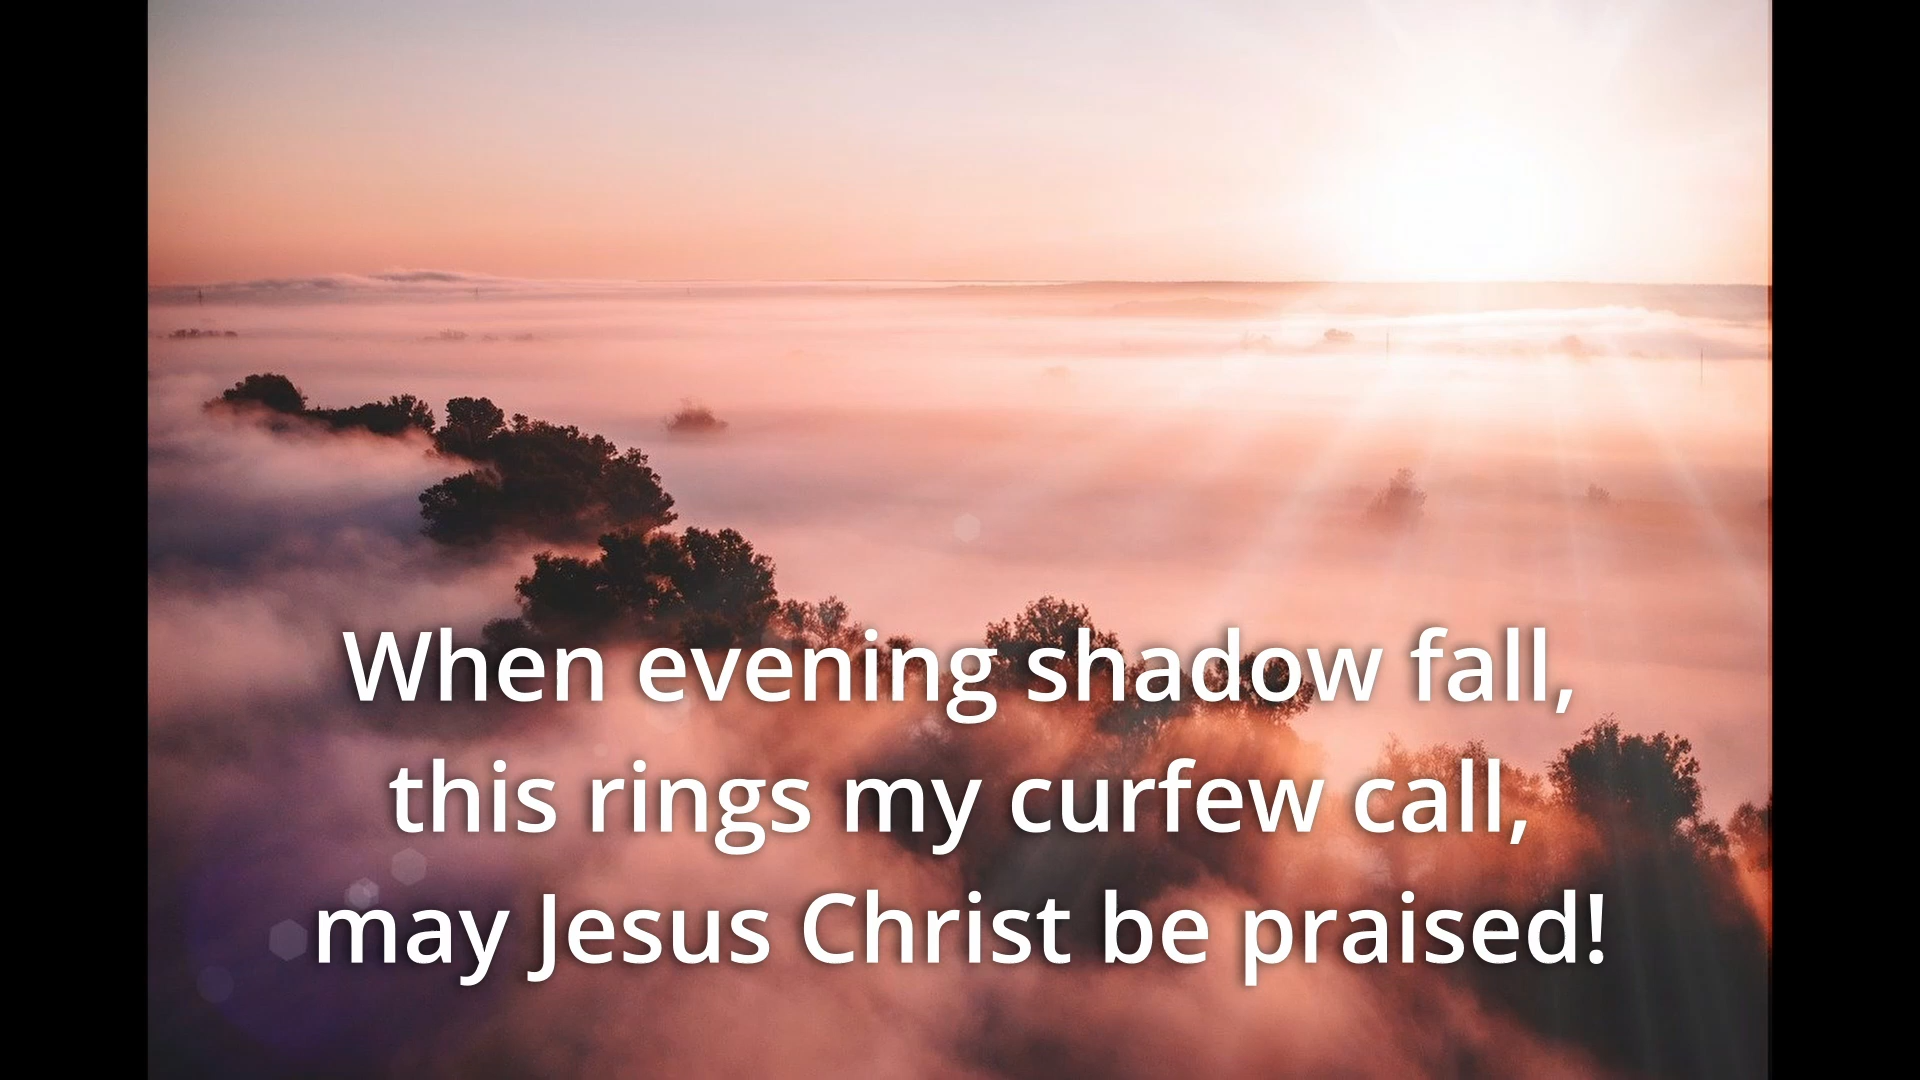 When evening shadow fall,
this rings my curfew call,
may Jesus Christ be praised!